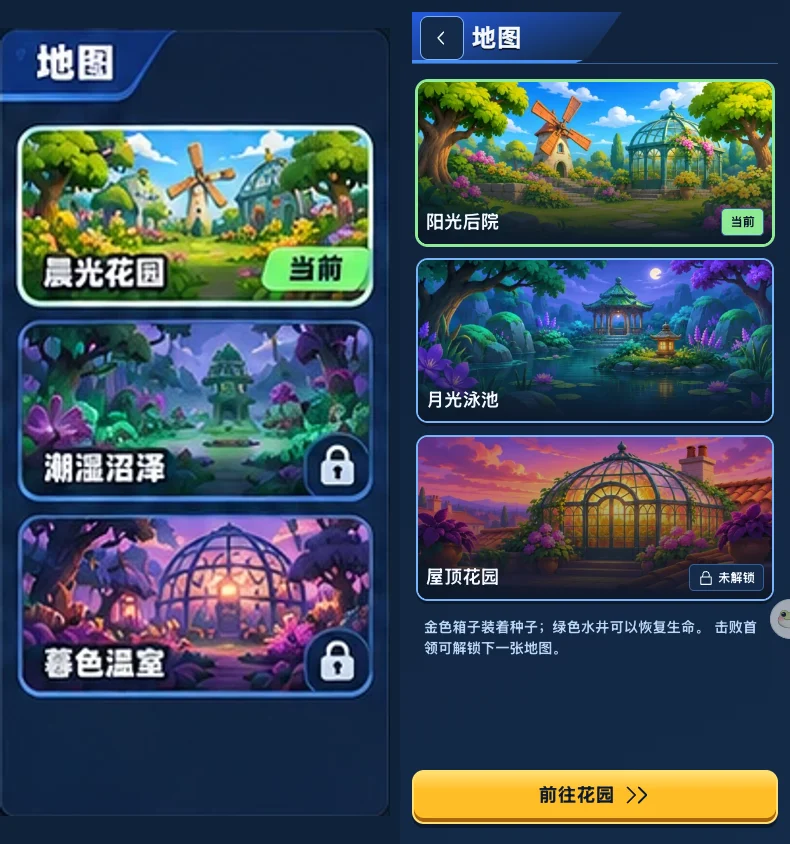 地图
晨光花园
当前
潮湿沼泽
暮色温室
地图
阳光后院
当前
月光泳池
屋顶花园
未解锁
金色箱子装着种子；绿色水井可以恢复生命。 击败首
领可解锁下一张地图。
前往花园